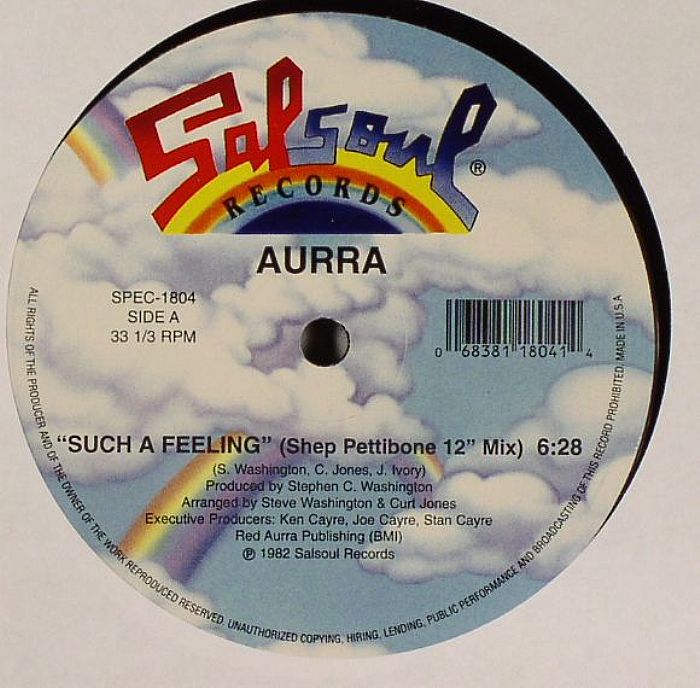 Salsoul®
RECORDS
AURRA
SPEC-1804
SIDE A
33 1/3 RPM
0 68381 18041 4
“SUCH A FEELING” (Shep Pettibone 12” Mix) 6:28
(S. Washington, C. Jones, J. Ivory)
Produced by Stephen C. Washington
Arranged by Steve Washington & Curt Jones
Executive Producers: Ken Cayre, Joe Cayre, Stan Cayre
Red Aurra Publishing (BMI)
℗ 1982 Salsoul Records
ALL RIGHTS OF THE PRODUCER AND OF THE OWNER OF THE WORK REPRODUCED RESERVED. UNAUTHORIZED COPYING, HIRING, LENDING, PUBLIC PERFORMANCE AND BROADCASTING OF THIS RECORD PROHIBITED. MADE IN U.S.A